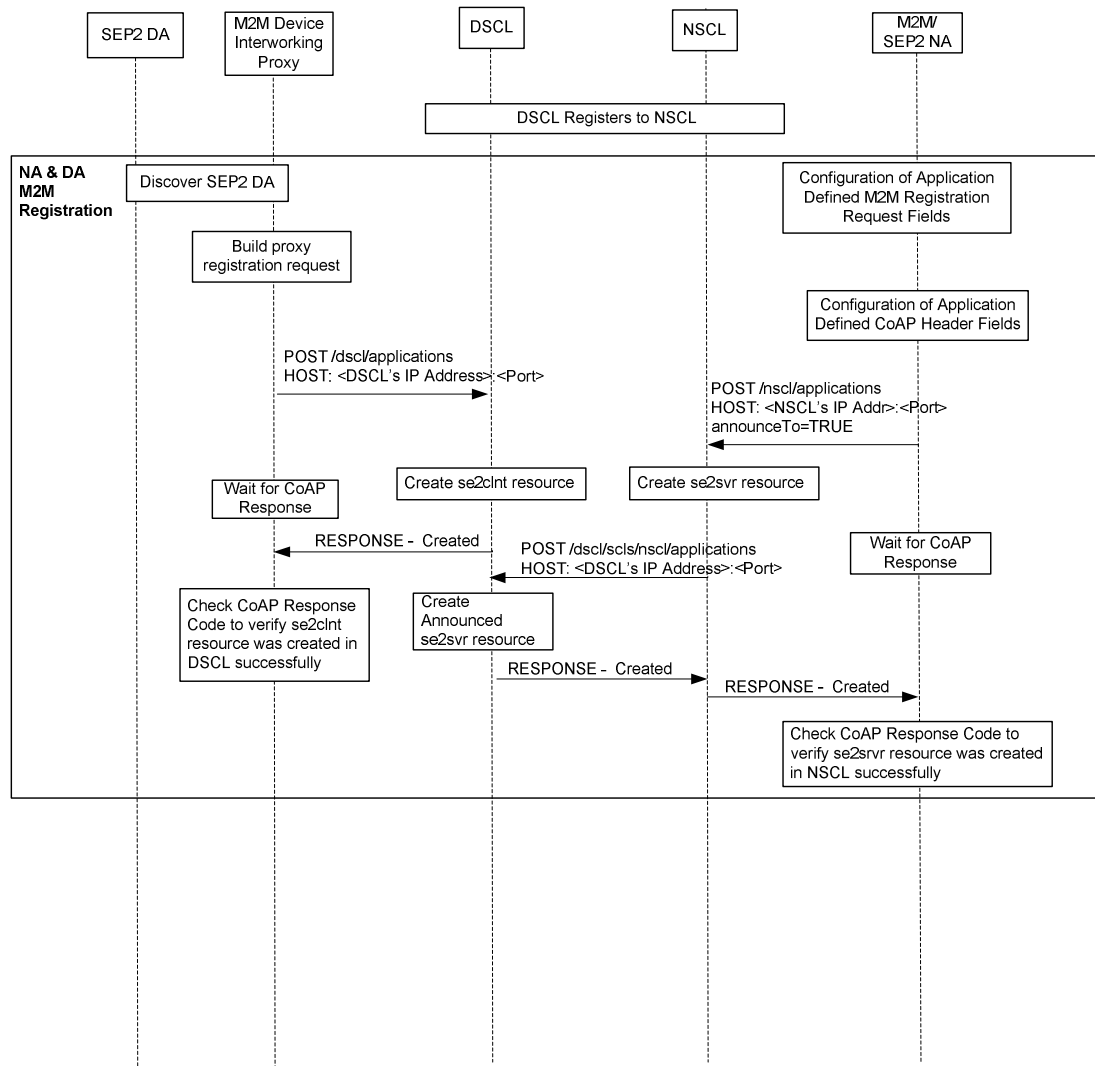 SEP2 DA
M2M Device
Interworking
Proxy
DSCL
NSCL
M2M/
SEP2 NA
DSCL Registers to NSCL
NA & DA
M2M
Registration
Discover SEP2 DA
Configuration of Application
Defined M2M Registration
Request Fields
Build proxy
registration request
Configuration of Application
Defined CoAP Header Fields
POST /dscl/applications
HOST: <DSCL's IP Address>:<Port>
POST /nscl/applications
HOST: <NSCL's IP Addr>:<Port>
announceTo=TRUE
Create se2clnt resource
Create se2svr resource
Wait for CoAP
Response
RESPONSE - Created
POST /dscl/scls/nscl/applications
HOST: <DSCL's IP Address>:<Port>
Wait for CoAP
Response
Check CoAP Response
Code to verify se2clnt
resource was created in
DSCL successfully
Create
Announced
se2svr resource
RESPONSE - Created
RESPONSE - Created
Check CoAP Response Code to
verify se2srvr resource was created
in NSCL successfully